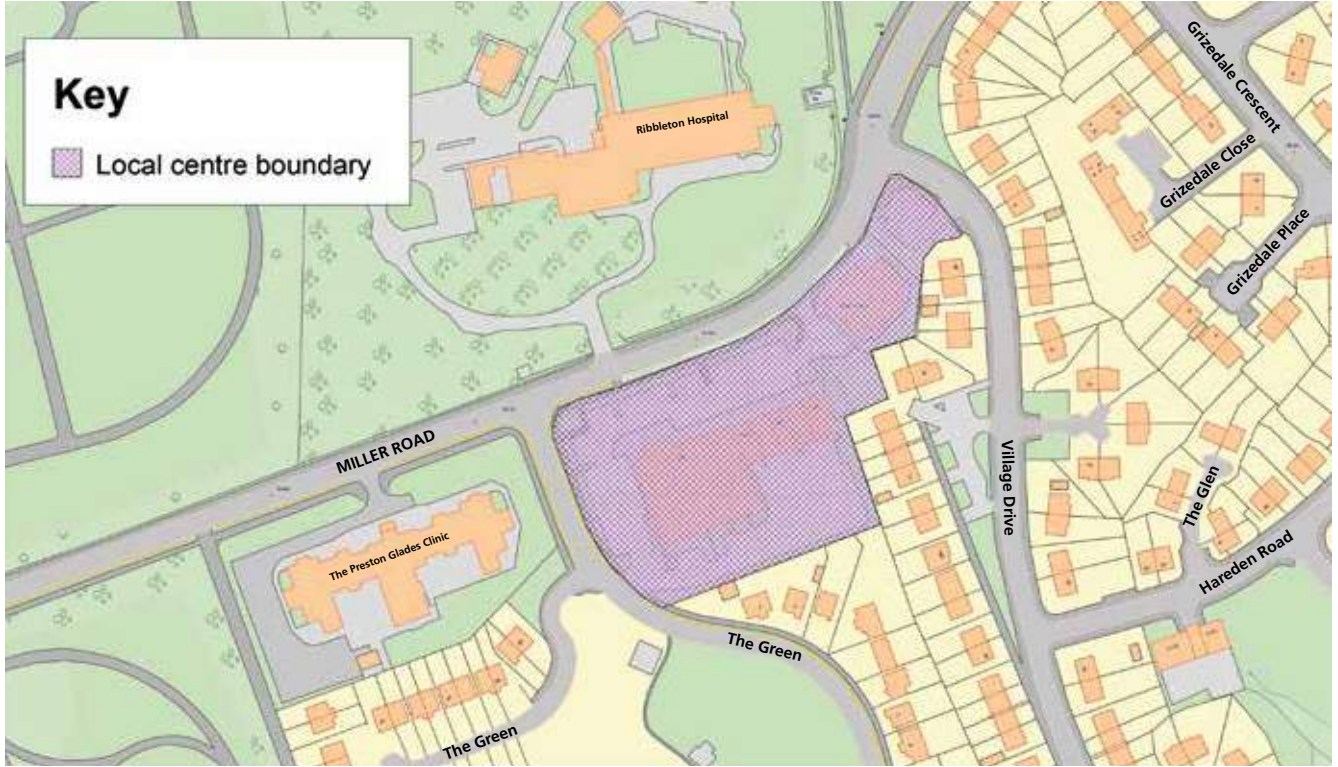 Key
Local centre boundary
Ribbleton Hospital
Grizedale Crescent
Grizedale Close
Grizedale Place
MILLER ROAD
Village Drive
The Glen
Hareden Road
The Preston Glades Clinic
The Green
The Green